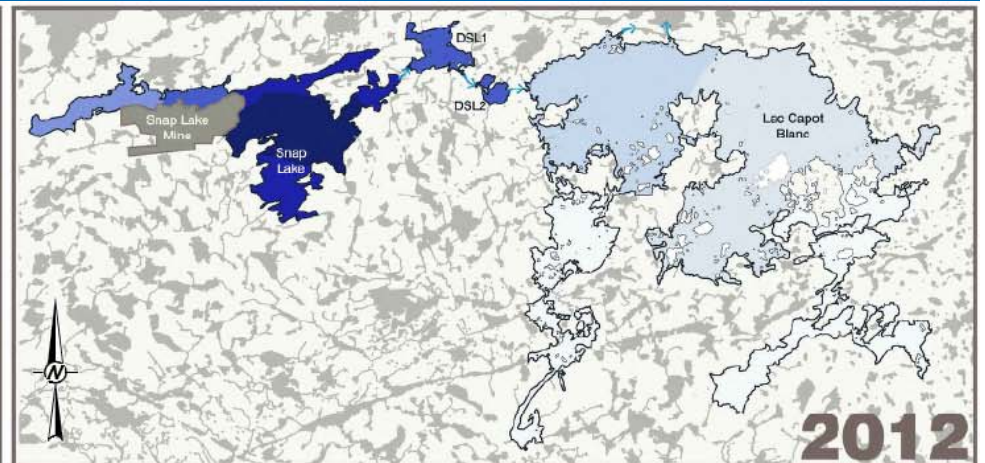 DSL1
DSL2
Snap Lake
Mine
Snap
Lake
Lac Capot
Blanc
N
2012